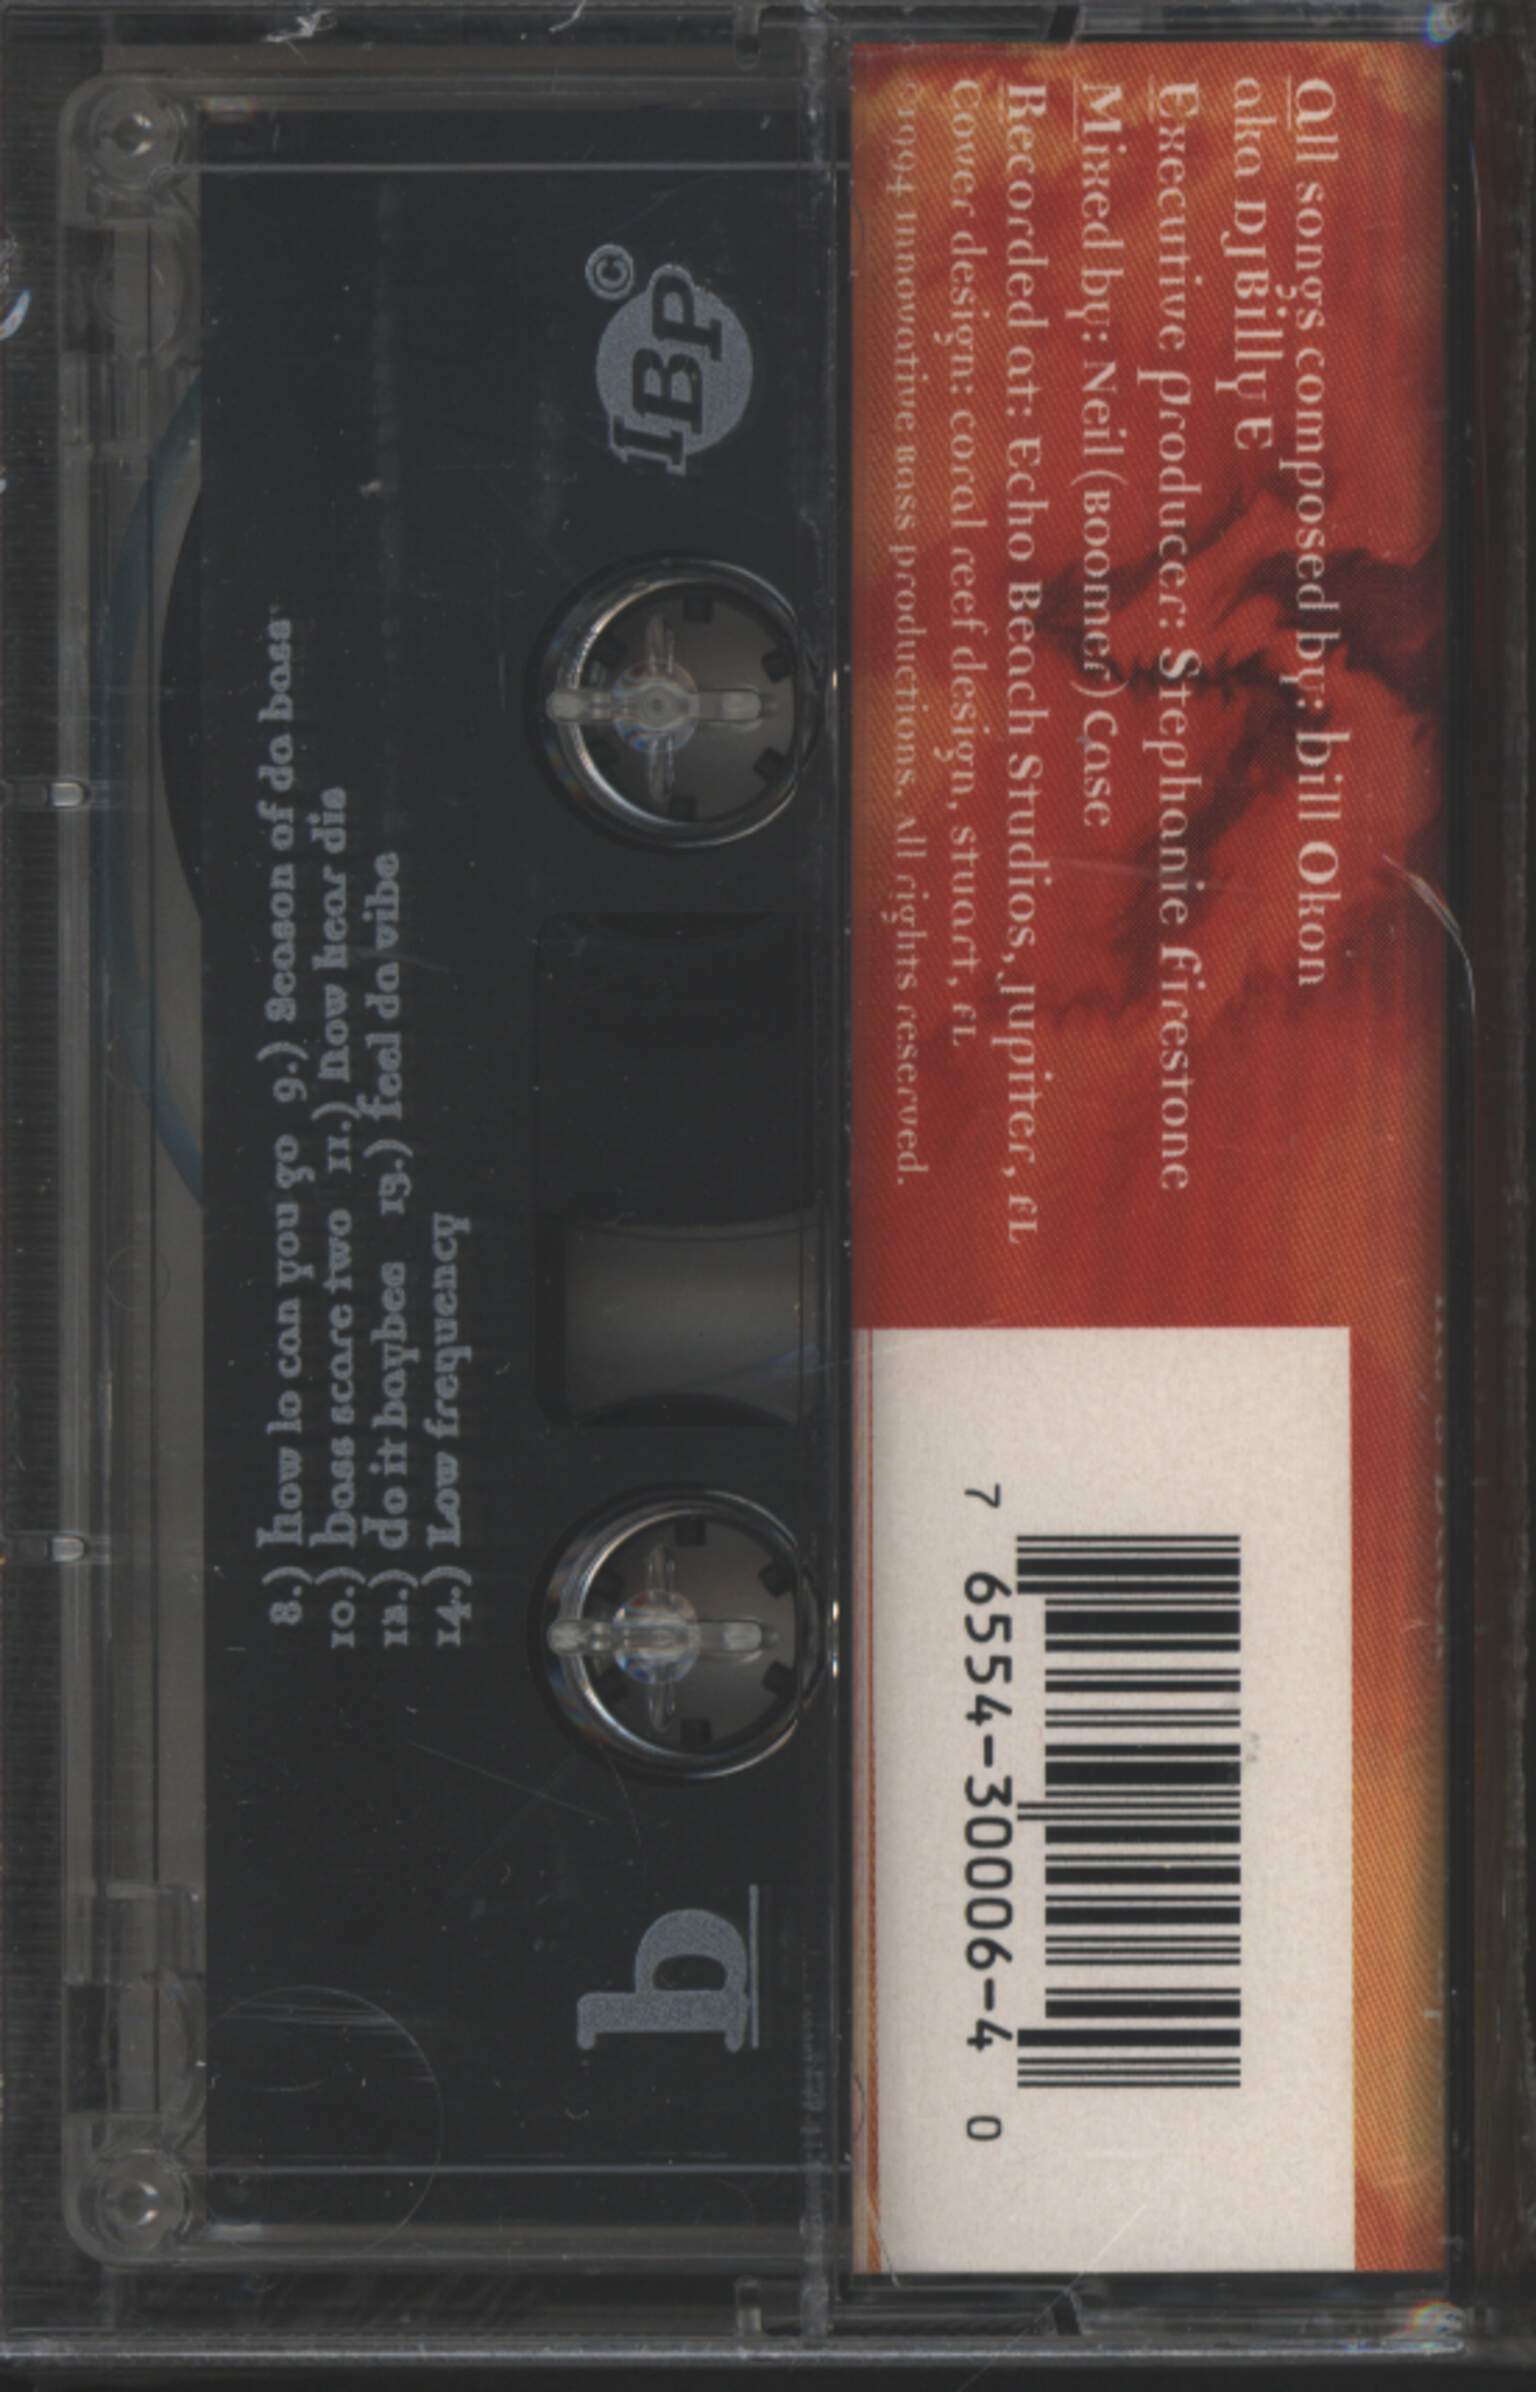 All songs composed by: bill Okon
aka DJ Billy E
Executive Producer: Stephanie Firestone
Mixed by: Neil (Boomer) Case
Recorded at: Echo Beach Studios, Jupiter, FL
Cover design: coral reef design, stuart, FL
©1994 Innovative Bass Productions. All rights reserved.
7 6554-30006-4 0
© IBP
b
8.) how lo can you go 9.) Season of da bass
10.) bass scare two 11.) now hear dis
12.) do it baybee 13.) feel da vibe
14.) Low frequency